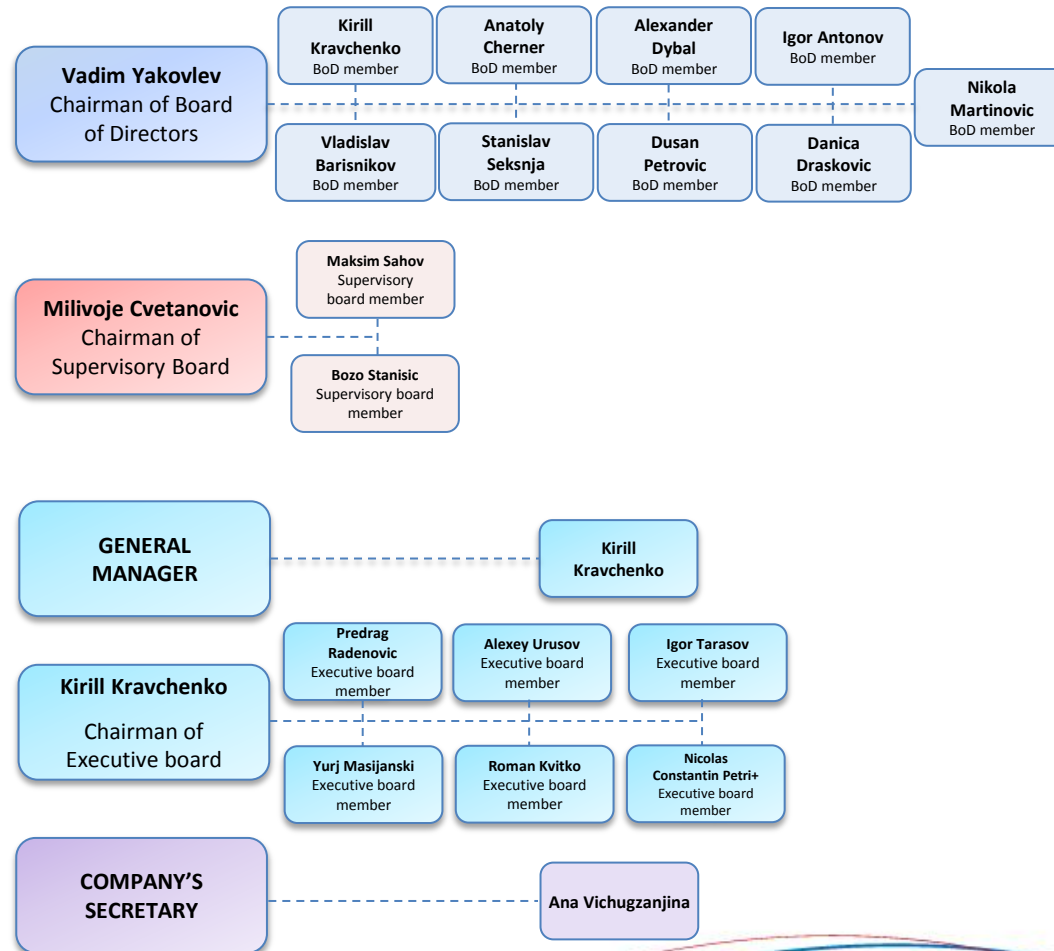 Vadim Yakovlev
Chairman of Board
of Directors
Kirill
Kravchenko
BoD member
Anatoly
Cherner
BoD member
Alexander
Dybal
BoD member
Igor Antonov
BoD member
Nikola
Martinovic
BoD member
Vladislav
Barisnikov
BoD member
Stanislav
Seksnja
BoD member
Dusan
Petrovic
BoD member
Danica
Draskovic
BoD member
Milivoje Cvetanovic
Chairman of
Supervisory Board
Maksim Sahov
Supervisory
board member
Bozo Stanisic
Supervisory board
member
GENERAL
MANAGER
Kirill
Kravchenko
Kirill Kravchenko
Chairman of
Executive board
Predrag
Radenovic
Executive board
member
Alexey Urusov
Executive board
member
Igor Tarasov
Executive board
member
Yurj Masijanski
Executive board
member
Roman Kvitko
Executive board
member
Nicolas
Constantin Petri+
Executive board
member
COMPANY'S
SECRETARY
Ana Vichugzanjina